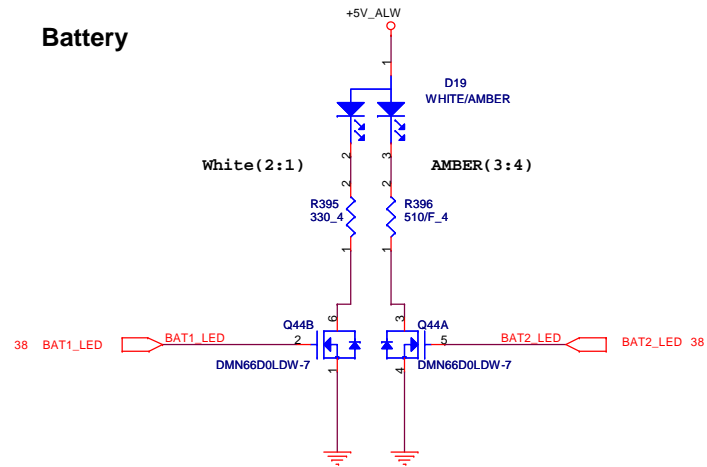 +5V_ALW
Battery
1
D19
WHITE/AMBER
2
3
White(2:1)
AMBER(3:4)
2
2
R395
330_4
R396
510/F_4
1
1
6
3
Q44B
Q44A
38 BAT1_LED
BAT1_LED
2
5
BAT2_LED
BAT2_LED 38
DMN66D0LDW-7
DMN66D0LDW-7
1
4